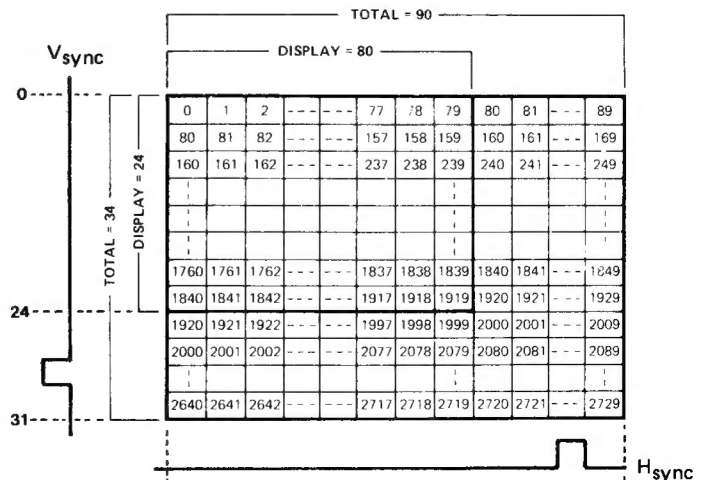 TOTAL = 90
DISPLAY = 80
Vsync
0
TOTAL = 34
DISPLAY = 24
0 1 2 77 78 79 80 81 89
80 81 82 157 158 159 160 161 169
160 161 162 237 238 239 240 241 249
1760 1761 1762 1837 1838 1839 1840 1841 1849
1840 1841 1842 1917 1918 1919 1920 1921 1929
24
1920 1921 1922 1997 1998 1999 2000 2001 2009
2000 2001 2002 2077 2078 2079 2080 2081 2089
2640 2641 2642 2717 2718 2719 2720 2721 2729
31
Hsync